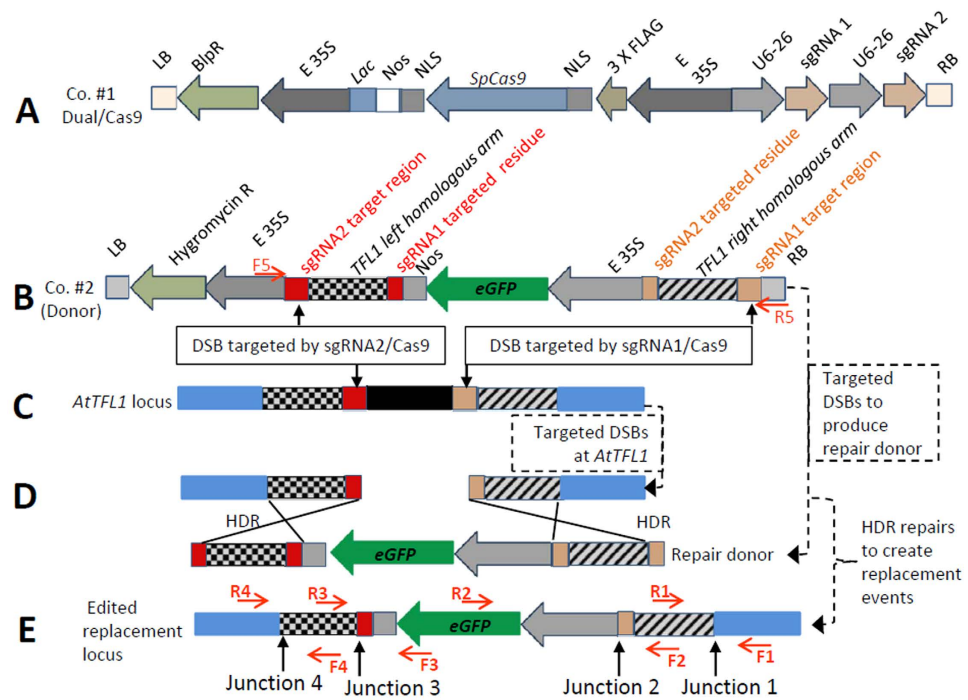 A
Co. #1
Dual/Cas9
LB
BlpR
E 35S
Lac
Nos
NLS
SpCas9
NLS
3 X FLAG
E
35S
U6-26
sgRNA 1
U6-26
sgRNA 2
RB
B
Co. #2
(Donor)
LB
Hygromycin R
E 35S
F5
sgRNA2 target region
TFL1 left homologous arm
sgRNA1 targeted residue
Nos
eGFP
E 35S
sgRNA2 targeted residue
TFL1 right homologous arm
sgRNA1 target region
RB
R5
DSB targeted by sgRNA2/Cas9
DSB targeted by sgRNA1/Cas9
C
AtTFL1 locus
Targeted
DSBs to
produce
repair donor
Targeted DSBs
at AtTFL1
D
HDR
HDR
eGFP
Repair donor
HDR repairs
to create
replacement
events
E
Edited
replacement
locus
R4
R3
R2
R1
eGFP
F4
F3
F2
F1
Junction 4
Junction 3
Junction 2
Junction 1